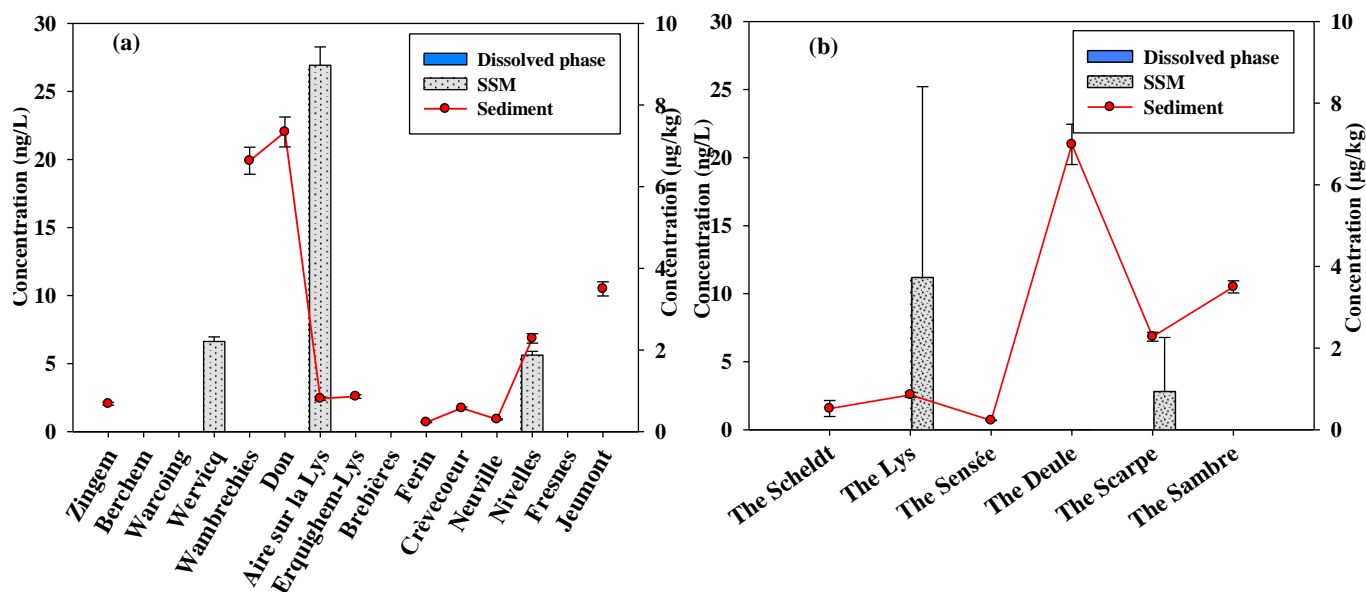 (a)
Dissolved phase
SSM
Sediment
Concentration (ng/L)
30
25
20
15
10
5
0
Concentration (µg/kg)
10
8
6
4
2
0
Zingem
Berchem
Warcoing
Wervicq
Wambrechies
Don
Aire sur la Lys
Erquighem-Lys
Brebières
Ferin
Crèvecoeur
Neuville
Nivelles
Fresnes
Jeumont
(b)
Dissolved phase
SSM
Sediment
Concentration (ng/L)
30
25
20
15
10
5
0
Concentration (µg/kg)
10
8
6
4
2
0
The Scheldt
The Lys
The Sensée
The Deule
The Scarpe
The Sambre